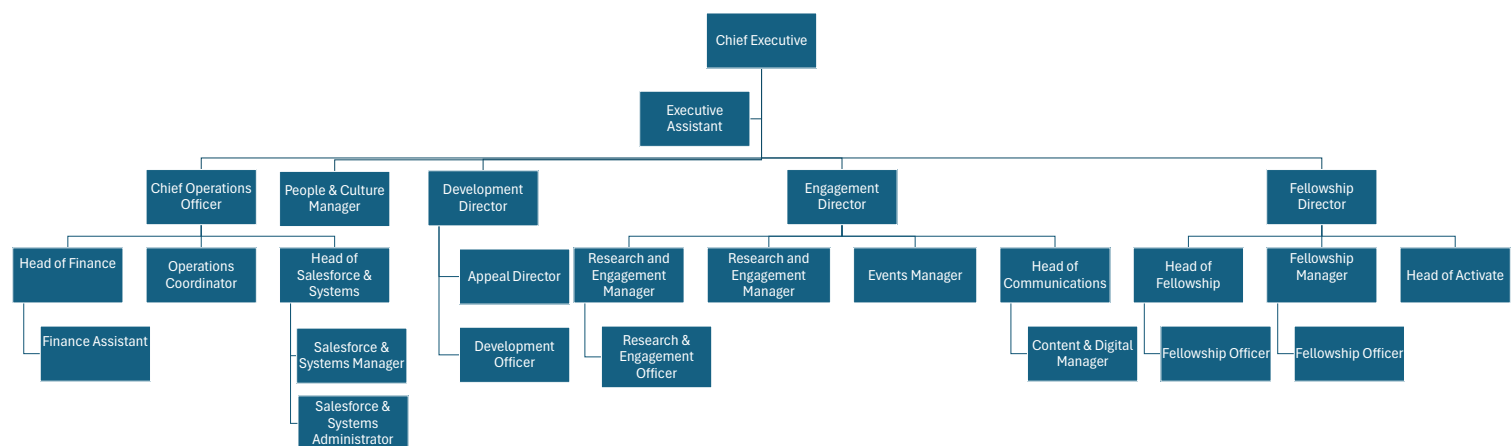 Chief Executive
Executive
Assistant
Chief Operations
Officer
People & Culture
Manager
Development
Director
Engagement
Director
Fellowship
Director
Head of Finance
Operations
Coordinator
Head of
Salesforce &
Systems
Appeal Director
Research and
Engagement
Manager
Research and
Engagement
Manager
Events Manager
Head of
Communications
Head of
Fellowship
Fellowship
Manager
Head of Activate
Finance Assistant
Salesforce &
Systems Manager
Development
Officer
Research &
Engagement
Officer
Content & Digital
Manager
Fellowship Officer
Fellowship Officer
Salesforce &
Systems
Administrator